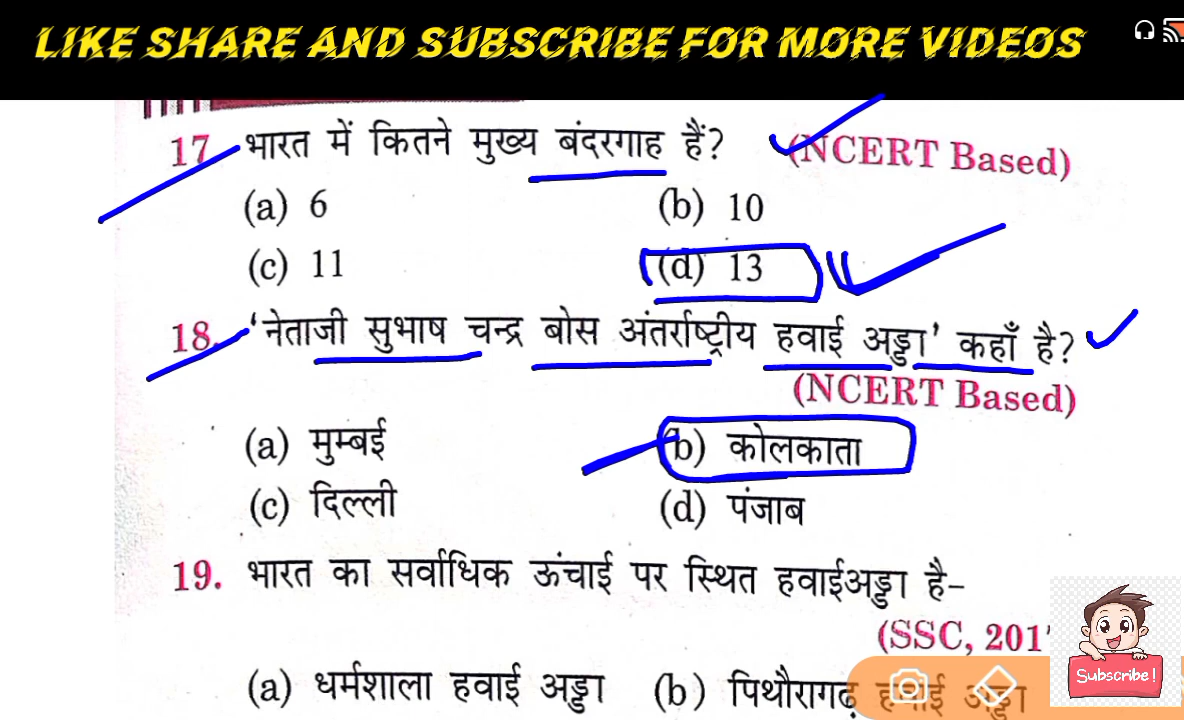 LIKE SHARE AND SUBSCRIBE FOR MORE VIDEOS
17. भारत में कितने मुख्य बंदरगाह हैं? (NCERT Based)
(a) 6 (b) 10
(c) 11 (d) 13
18. 'नेताजी सुभाष चन्द्र बोस अंतर्राष्ट्रीय हवाई अड्डा' कहाँ है?
(NCERT Based)
(a) मुम्बई (b) कोलकाता
(c) दिल्ली (d) पंजाब
19. भारत का सर्वाधिक ऊंचाई पर स्थित हवाईअड्डा है–
(SSC, 201
(a) धर्मशाला हवाई अड्डा (b) पिथौरागढ़ हवाई अड्डा
Subscribe!